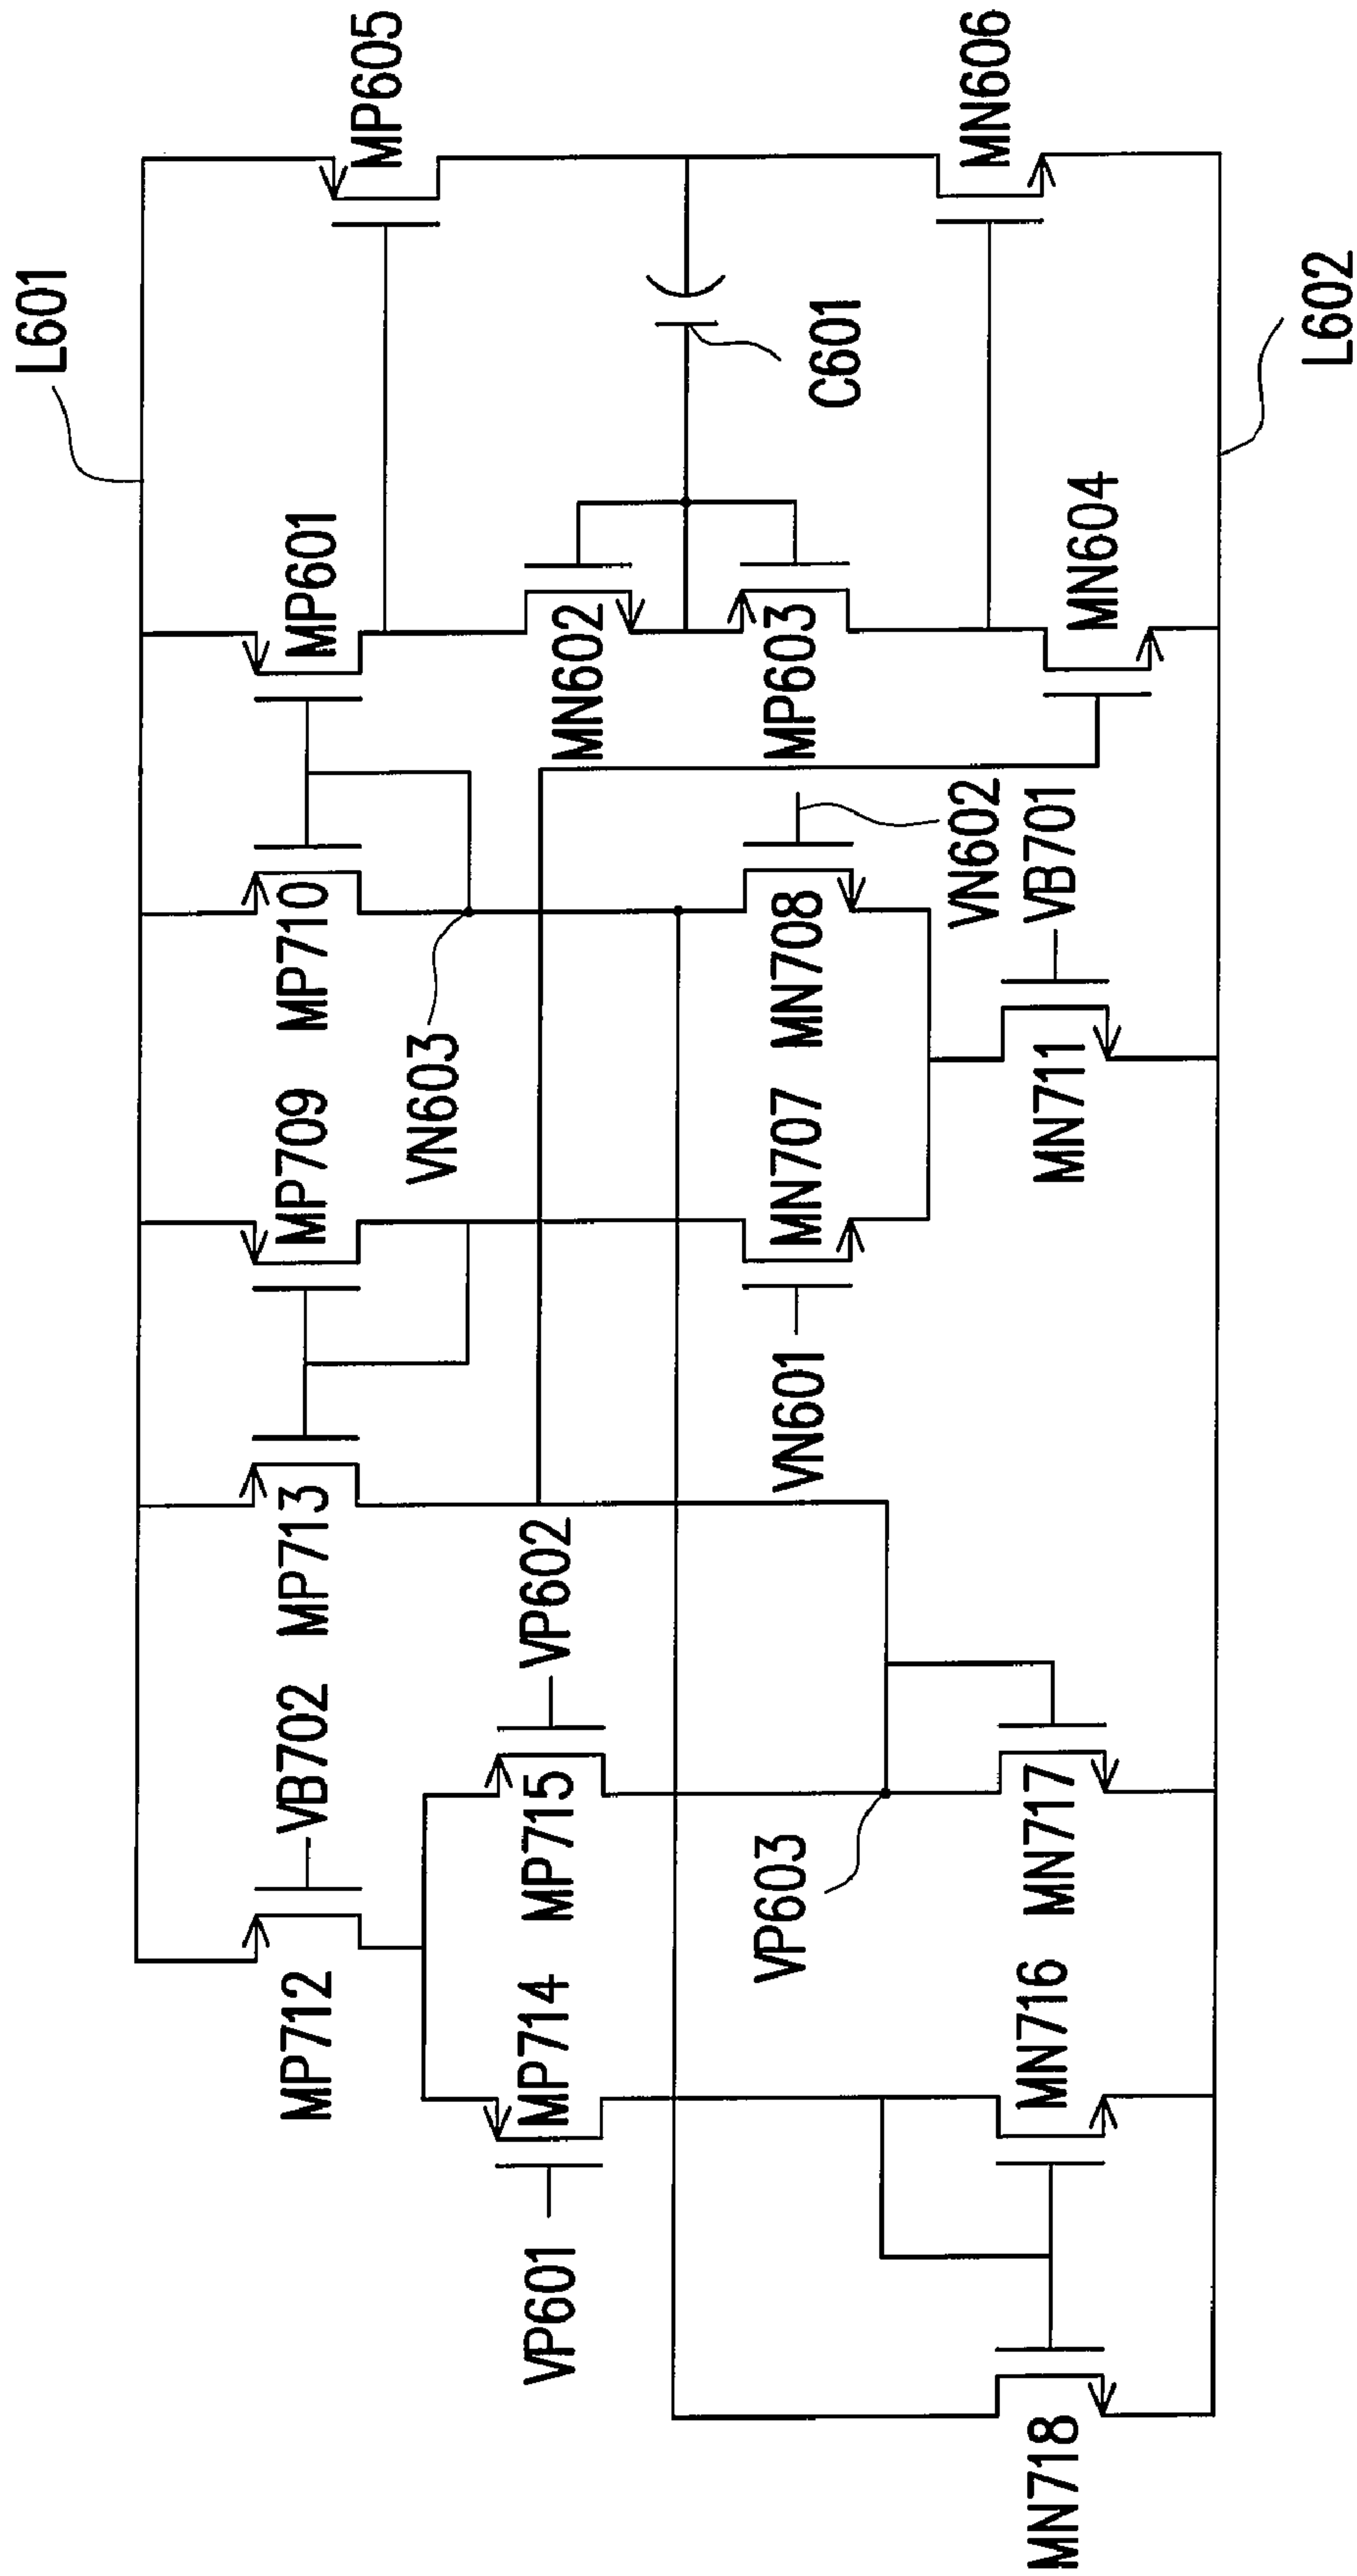 L601
MP605
MP601
MP710
MP709
MP713
VB702
MP712
VN603
VP602
MP715
MP714
VP601
MN602
MP603
C601
VN602
MN708
MN707
VN601
VP603
MN606
MN604
VB701
MN711
MN717
MN716
MN718
L602